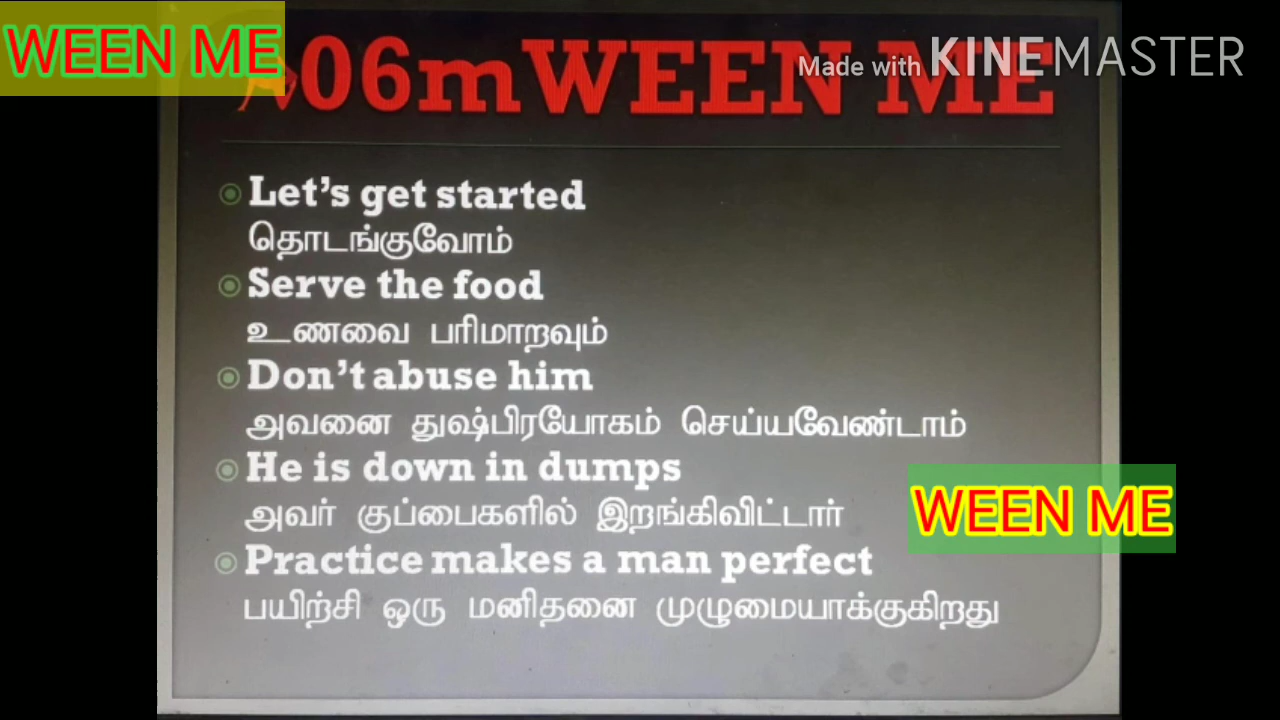 WEEN ME
06mWEEN ME
Made with KINEMASTER
Let's get started
தொடங்குவோம்
Serve the food
உணவை பரிமாறவும்
Don't abuse him
அவனை துஷ்பிரயோகம் செய்யவேண்டாம்
He is down in dumps
அவர் குப்பைகளில் இறங்கிவிட்டார்
WEEN ME
Practice makes a man perfect
பயிற்சி ஒரு மனிதனை முழுமையாக்குகிறது